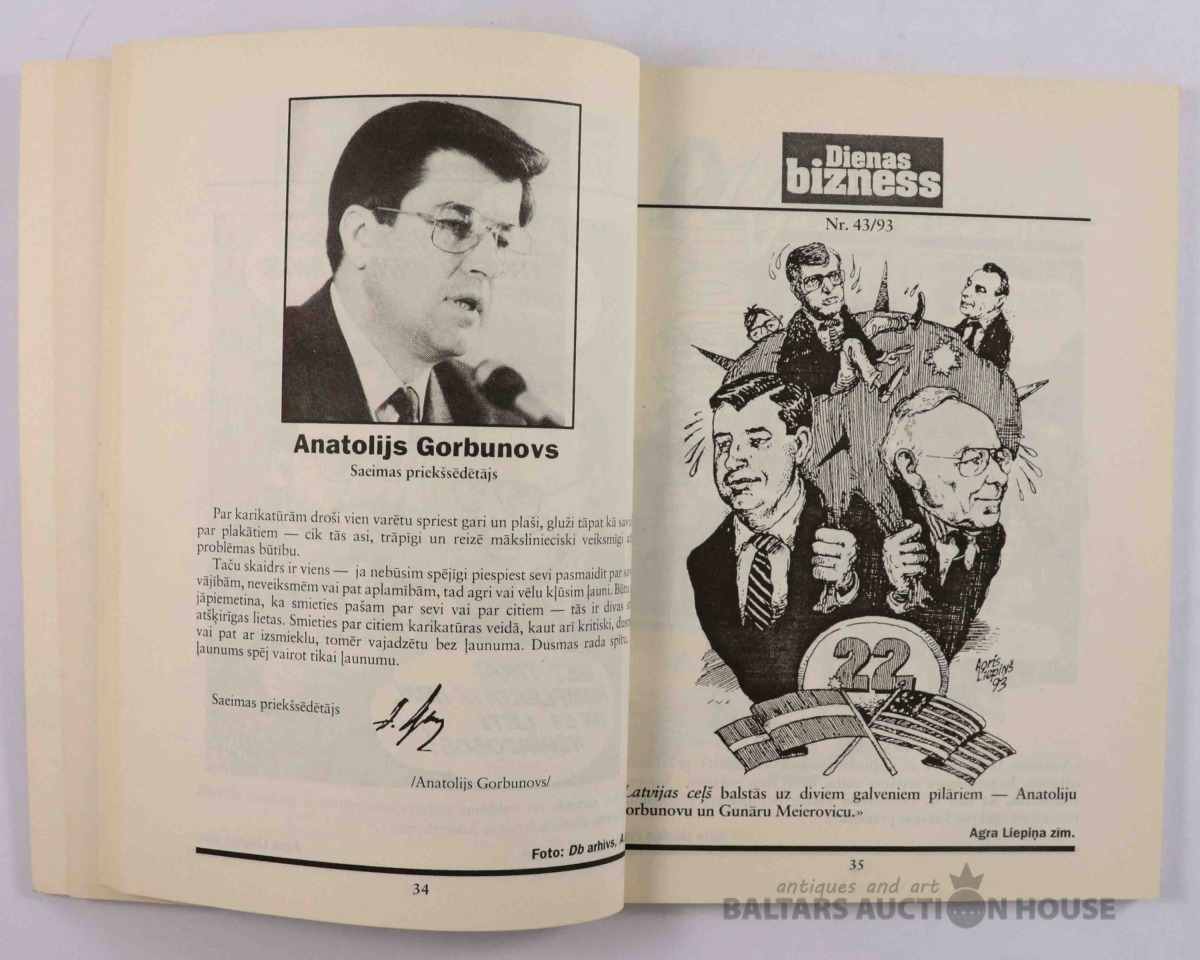 Anatolijs Gorbunovs
Saeimas priekšsēdētājs
Par karikatūrām droši vien varētu spriest gari un plaši, gluži tāpat kā
par plakātiem — cik tās asi, trāpīgi un reizē mākslinieciski veiksmīgi
problēmas būtību.
Taču skaidrs ir viens — ja nebūsim spējīgi piespiest sevi pasmaidīt par
vājībām, neveiksmēm vai pat aplamībām, tad agri vai vēlu kļūsim ļauni.
jāpiemetina, ka smieties pašam par sevi vai par citiem — tās ir divas
atšķirīgas lietas. Smieties par citiem karikatūras veidā, kaut arī kritiski,
vai pat ar izsmieklu, tomēr vajadzētu bez ļaunuma. Dusmas rada spītu,
ļaunums spēj vairot tikai ļaunumu.
Saeimas priekšsēdētājs
/Anatolijs Gorbunovs/
Foto: Db arhīvs, A.
34
Dienas
bizness
Nr. 43/93
22
Agris
Liepiņš
93
Latvijas ceļš balstās uz diviem galveniem pilāriem — Anatoliju
orbunovu un Gunāru Meierovicu.»
Agra Liepiņa zīm.
35
antiques and art
BALTARS AUCTION HOUSE